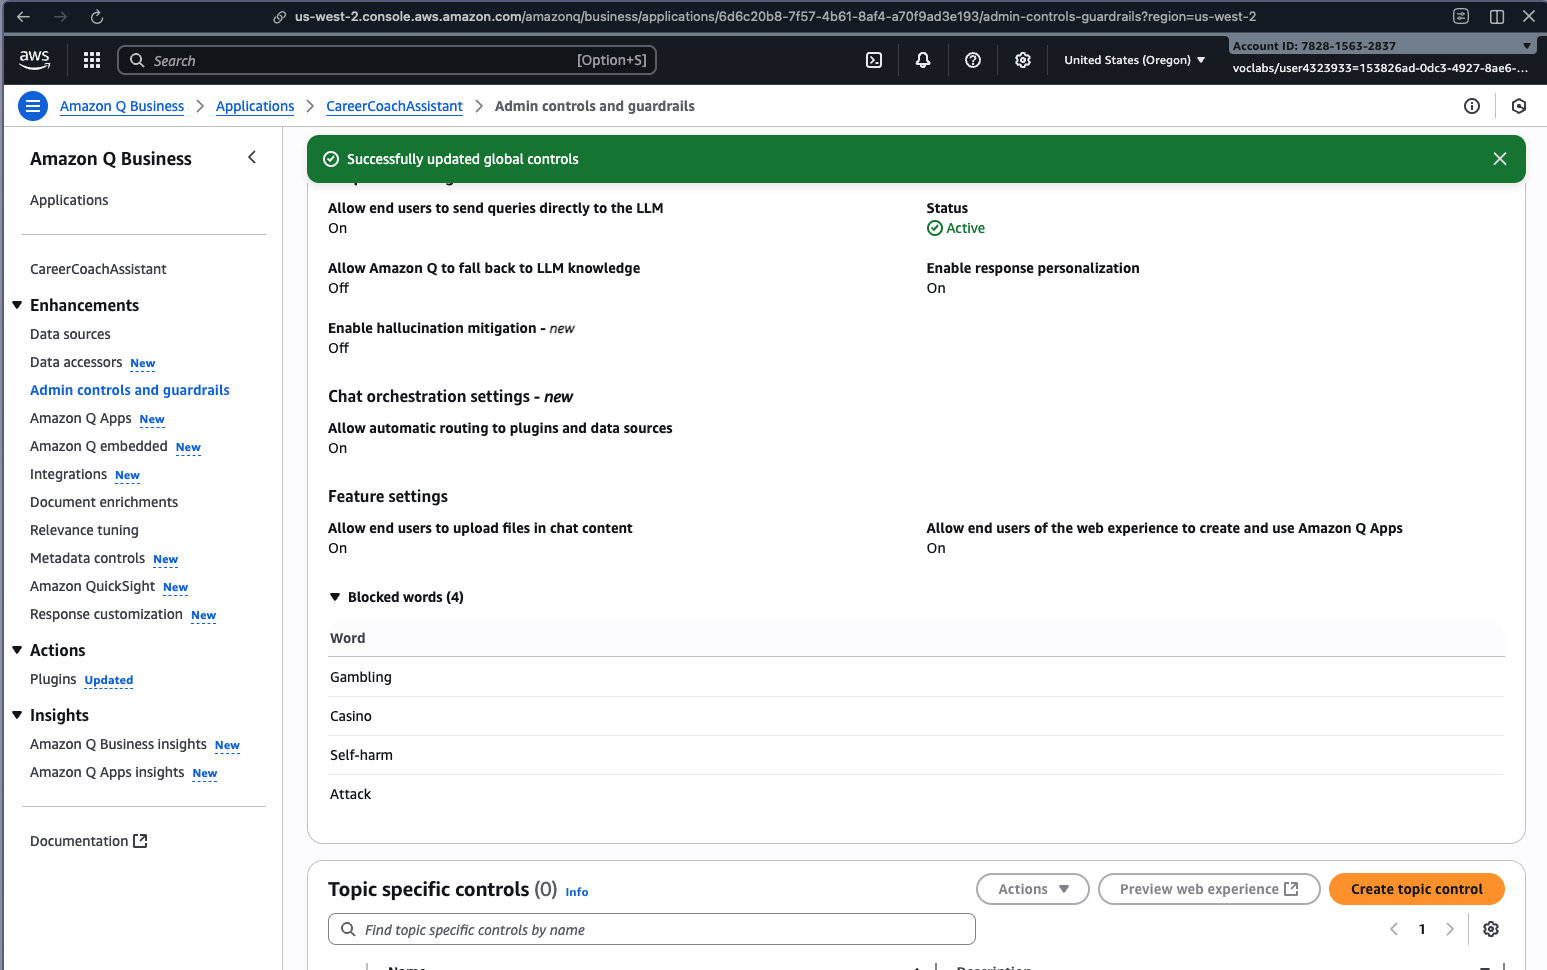 us-west-2.console.aws.amazon.com/amazonq/business/applications/6d6c20b8-7f57-4b61-8af4-a70f9ad3e193/admin-controls-guardrails?region=us-west-2
aws
Search
[Option+S]
United States (Oregon)
Account ID: 7828-1563-2837
voclabs/user4323933=153826ad-0dc3-4927-8ae6-...
Amazon Q Business
Applications
CareerCoachAssistant
Admin controls and guardrails
Amazon Q Business
Applications
CareerCoachAssistant
Enhancements
Data sources
Data accessors New
Admin controls and guardrails
Amazon Q Apps New
Amazon Q embedded New
Integrations New
Document enrichments
Relevance tuning
Metadata controls New
Amazon QuickSight New
Response customization New
Actions
Plugins Updated
Insights
Amazon Q Business insights New
Amazon Q Apps insights New
Documentation
Successfully updated global controls
Allow end users to send queries directly to the LLM
On
Status
Active
Allow Amazon Q to fall back to LLM knowledge
Off
Enable response personalization
On
Enable hallucination mitigation - new
Off
Chat orchestration settings - new
Allow automatic routing to plugins and data sources
On
Feature settings
Allow end users to upload files in chat content
On
Allow end users of the web experience to create and use Amazon Q Apps
On
Blocked words (4)
Word
Gambling
Casino
Self-harm
Attack
Topic specific controls (0) Info
Actions
Preview web experience
Create topic control
Find topic specific controls by name
1
Name
Description